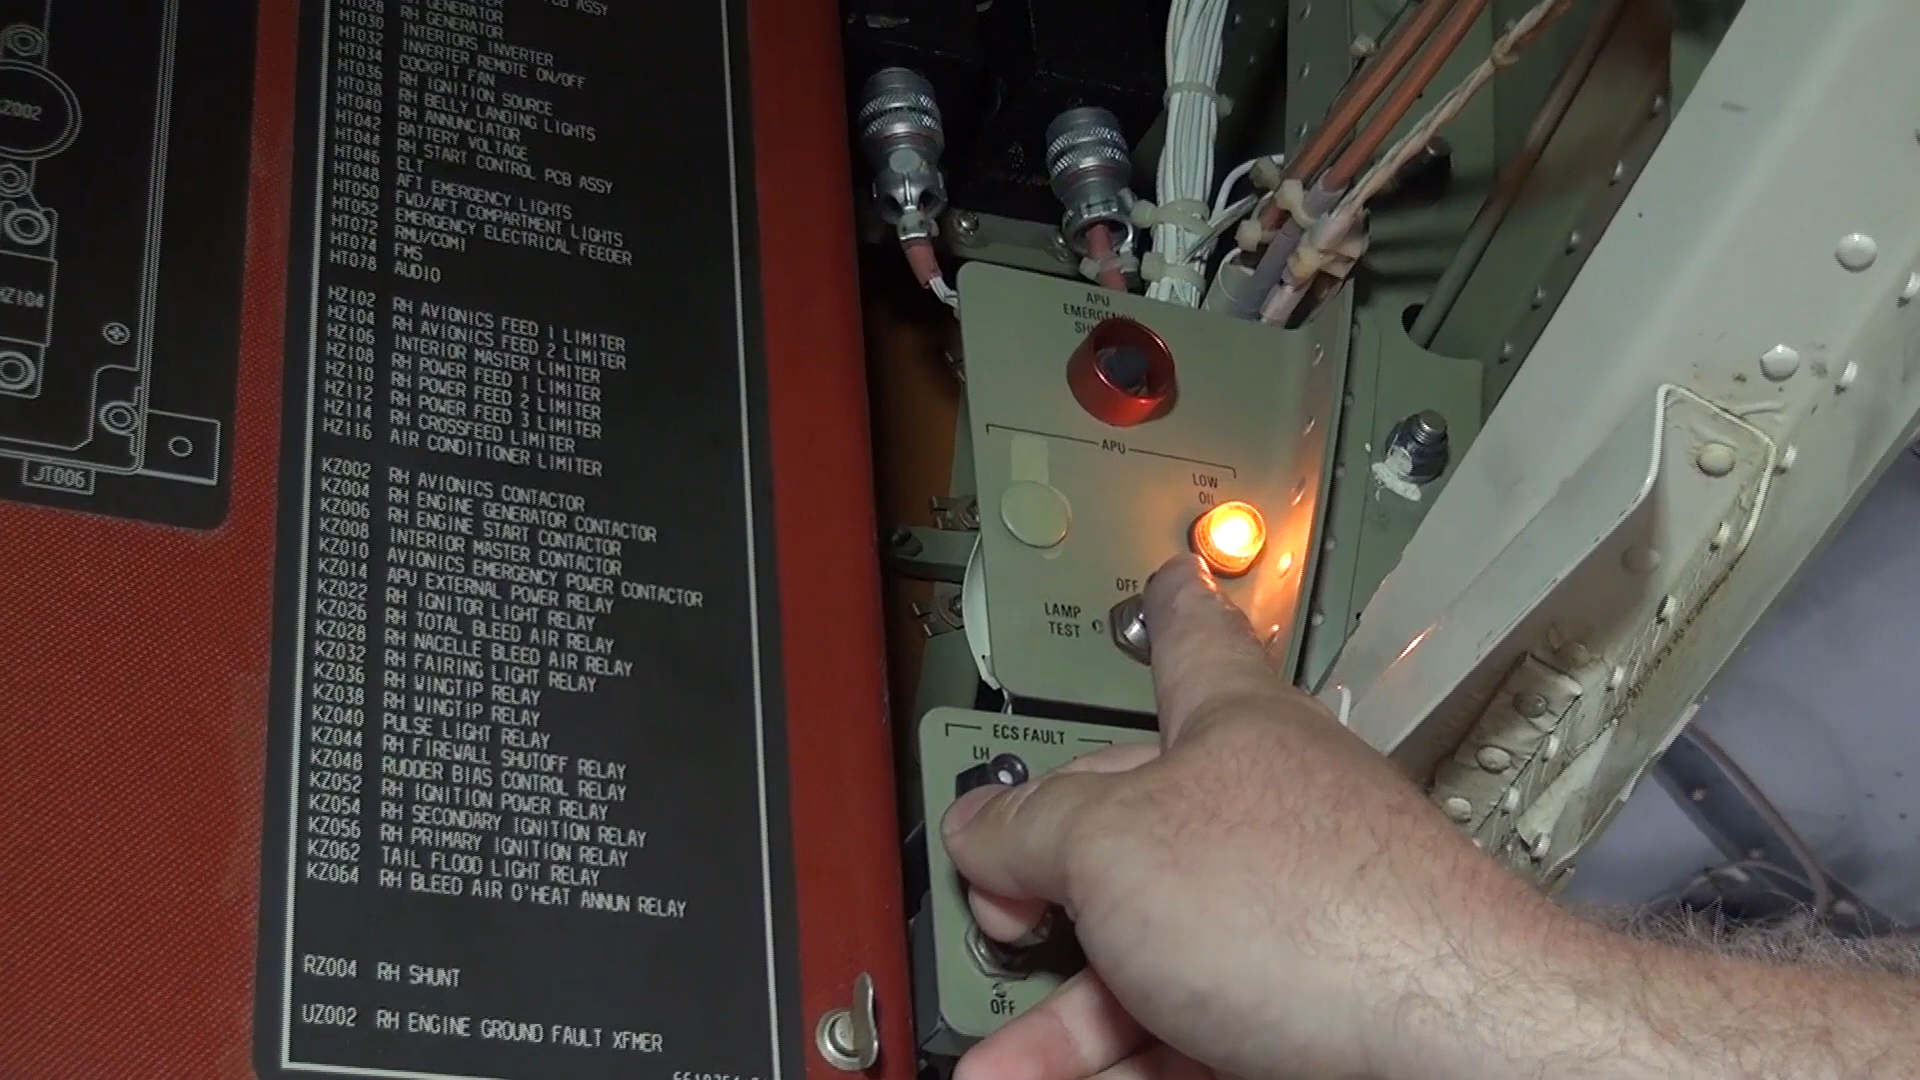 KZ002
HZ104
JT006
PCB ASSY
HT028 RH GENERATOR
HT030 RH GENERATOR
HT032 INTERIORS INVERTER
HT034 INVERTER REMOTE ON/OFF
HT036 COCKPIT FAN
HT038 RH IGNITION SOURCE
HT040 RH BELLY LANDING LIGHTS
HT042 RH ANNUNCIATOR
HT044 BATTERY VOLTAGE
HT046 RH START CONTROL PCB ASSY
HT048 ELT
HT050 AFT EMERGENCY LIGHTS
HT052 FWD/AFT COMPARTMENT LIGHTS
HT072 EMERGENCY ELECTRICAL FEEDER
HT074 RMU/COM1
HT078 FMS
AUDIO
HZ102 RH AVIONICS FEED 1 LIMITER
HZ104 RH AVIONICS FEED 2 LIMITER
HZ106 INTERIOR MASTER LIMITER
HZ108 RH POWER FEED 1 LIMITER
HZ110 RH POWER FEED 2 LIMITER
HZ112 RH POWER FEED 3 LIMITER
HZ114 RH CROSSFEED LIMITER
HZ116 AIR CONDITIONER LIMITER
KZ002 RH AVIONICS CONTACTOR
KZ004 RH ENGINE GENERATOR CONTACTOR
KZ006 RH ENGINE START CONTACTOR
KZ008 INTERIOR MASTER CONTACTOR
KZ010 AVIONICS EMERGENCY POWER CONTACTOR
KZ014 APU EXTERNAL POWER RELAY
KZ022 RH IGNITOR LIGHT RELAY
KZ026 RH TOTAL BLEED AIR RELAY
KZ028 RH NACELLE BLEED AIR RELAY
KZ032 RH FAIRING LIGHT RELAY
KZ036 RH WINGTIP RELAY
KZ038 RH WINGTIP RELAY
KZ040 PULSE LIGHT RELAY
KZ044 RH FIREWALL SHUTOFF RELAY
KZ048 RUDDER BIAS CONTROL RELAY
KZ052 RH IGNITION POWER RELAY
KZ054 RH SECONDARY IGNITION RELAY
KZ056 RH PRIMARY IGNITION RELAY
KZ062 TAIL FLOOD LIGHT RELAY
KZ064 RH BLEED AIR O'HEAT ANNUN RELAY
RZ004 RH SHUNT
UZ002 RH ENGINE GROUND FAULT XFMER
APU
EMERGENCY
APU
LOW
OIL
OFF
LAMP
TEST
ECS FAULT
LH
OFF